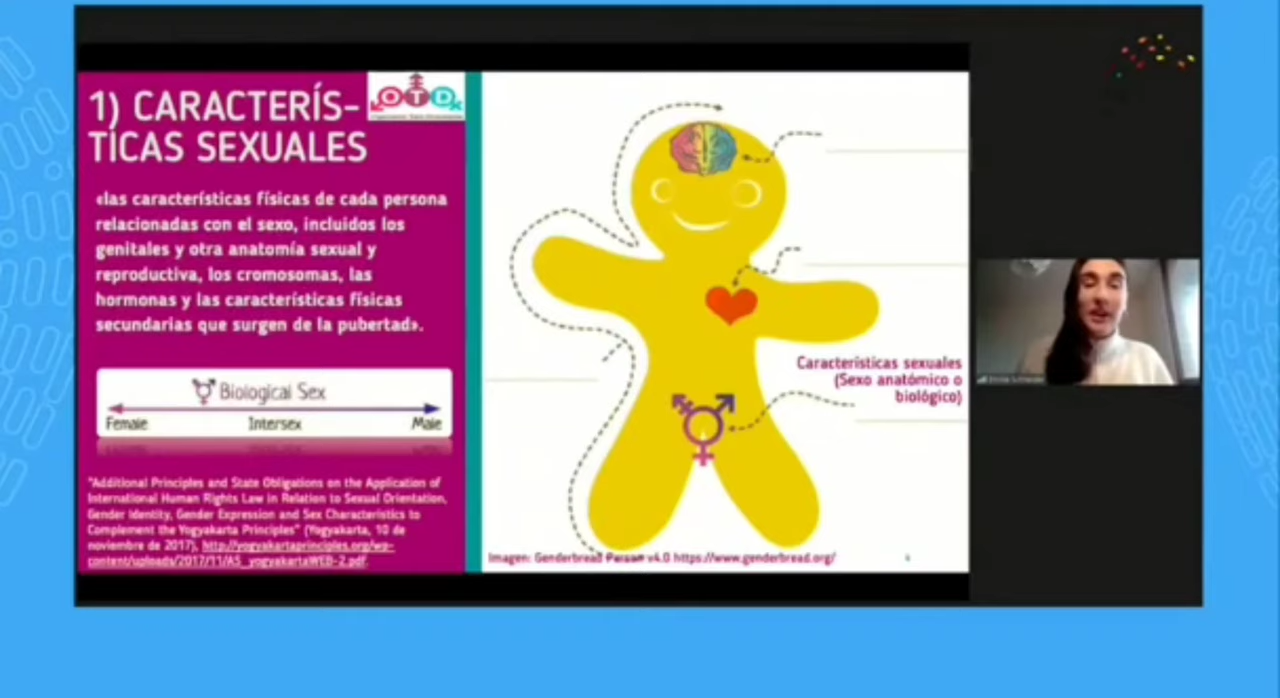 1) CARACTERÍS-
TICAS SEXUALES
OTD
«las características físicas de cada persona
relacionadas con el sexo, incluidos los
genitales y otra anatomía sexual y
reproductiva, los cromosomas, las
hormonas y las características físicas
secundarias que surgen de la pubertad».
Biological Sex
Female Intersex Male
"Additional Principles and State Obligations on the Application of
International Human Rights Law in Relation to Sexual Orientation,
Gender Identity, Gender Expression and Sex Characteristics to
Complement the Yogyakarta Principles" (Yogyakarta, 10 de
noviembre de 2017), http://yogyakartaprinciples.org/wp-
content/uploads/2017/11/A5_yogyakartaWEB-2.pdf.
Características sexuales
(Sexo anatómico o
biológico)
Imagen: Genderbread Person v4.0 https://www.genderbread.org/